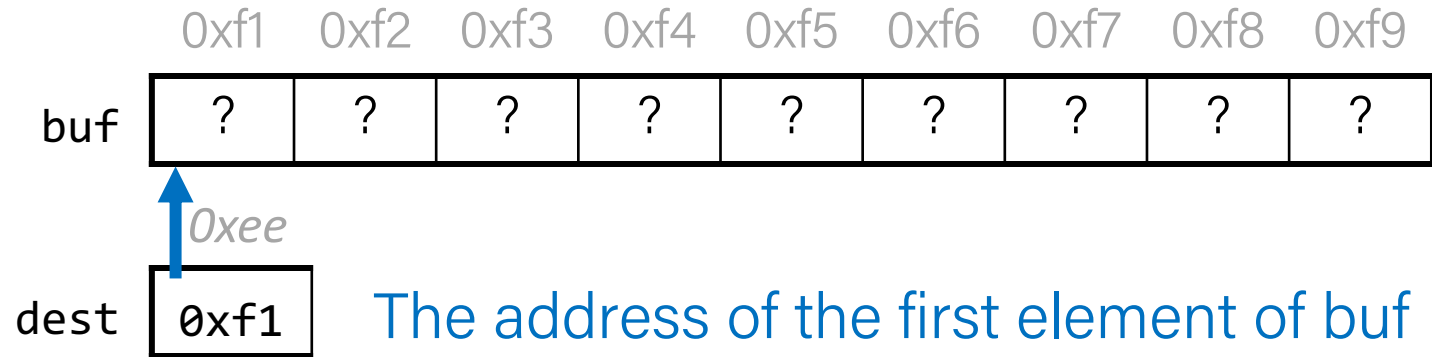 0xf1 0xf2 0xf3 0xf4 0xf5 0xf6 0xf7 0xf8 0xf9
buf ? ? ? ? ? ? ? ? ?
0xee
dest 0xf1 The address of the first element of buf